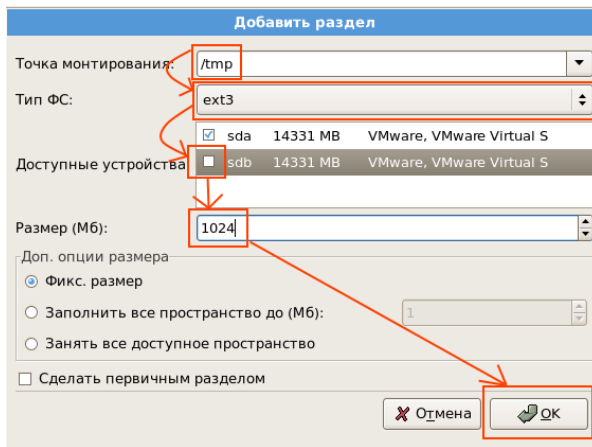 Добавить раздел
Точка монтирования: /tmp
Тип ФС: ext3
sda 14331 MB VMware, VMware Virtual S
Доступные устройства sdb 14331 MB VMware, VMware Virtual S
Размер (Мб): 1024
Доп. опции размера
Фикс. размер
Заполнить все пространство до (Мб): 1
Занять все доступное пространство
Сделать первичным разделом
Отмена OK